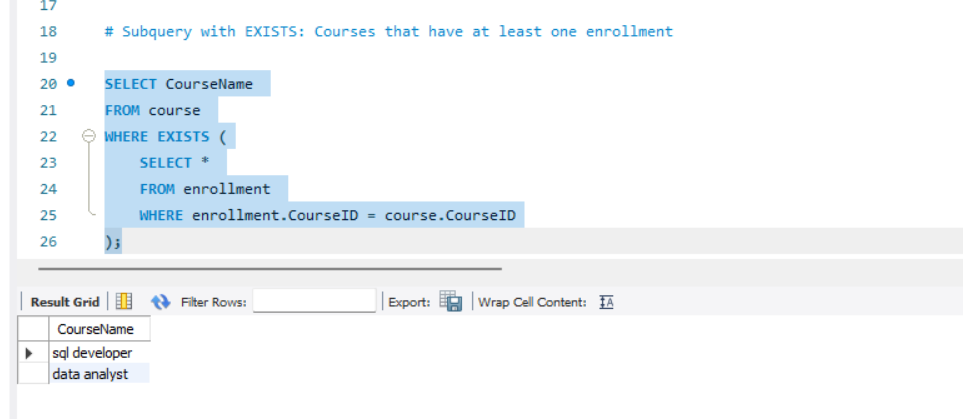 17
18 # Subquery with EXISTS: Courses that have at least one enrollment
19
20 SELECT CourseName
21 FROM course
22 WHERE EXISTS (
23 SELECT *
24 FROM enrollment
25 WHERE enrollment.CourseID = course.CourseID
26 );
Result Grid Filter Rows: Export: Wrap Cell Content: IA
CourseName
sql developer
data analyst